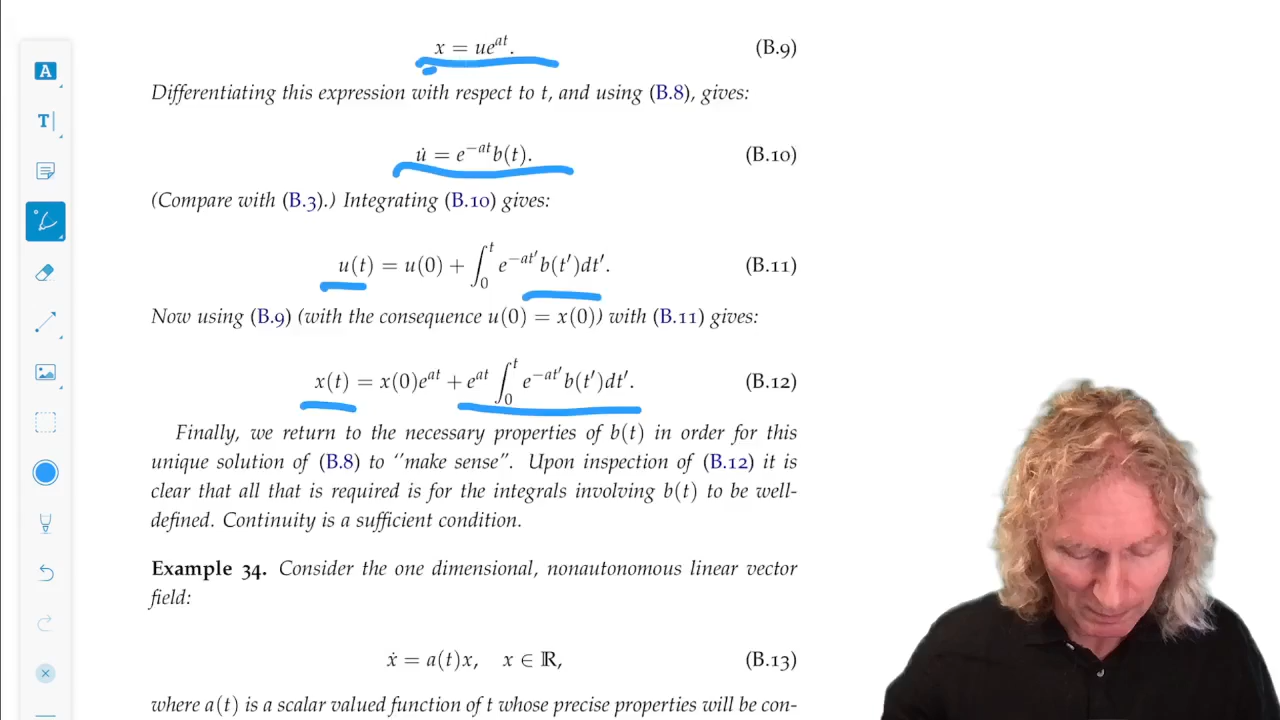 x = ue^{at}. (B.9)
Differentiating this expression with respect to t, and using (B.8), gives:
u̇ = e^{−at}b(t). (B.10)
(Compare with (B.3).) Integrating (B.10) gives:
u(t) = u(0) + ∫_0^t e^{−at′}b(t′)dt′. (B.11)
Now using (B.9) (with the consequence u(0) = x(0)) with (B.11) gives:
x(t) = x(0)e^{at} + e^{at} ∫_0^t e^{−at′}b(t′)dt′. (B.12)
Finally, we return to the necessary properties of b(t) in order for this
unique solution of (B.8) to ‘‘make sense”. Upon inspection of (B.12) it is
clear that all that is required is for the integrals involving b(t) to be well-
defined. Continuity is a sufficient condition.
Example 34. Consider the one dimensional, nonautonomous linear vector
field:
ẋ = a(t)x, x ∈ ℝ, (B.13)
where a(t) is a scalar valued function of t whose precise properties will be con-
A
T